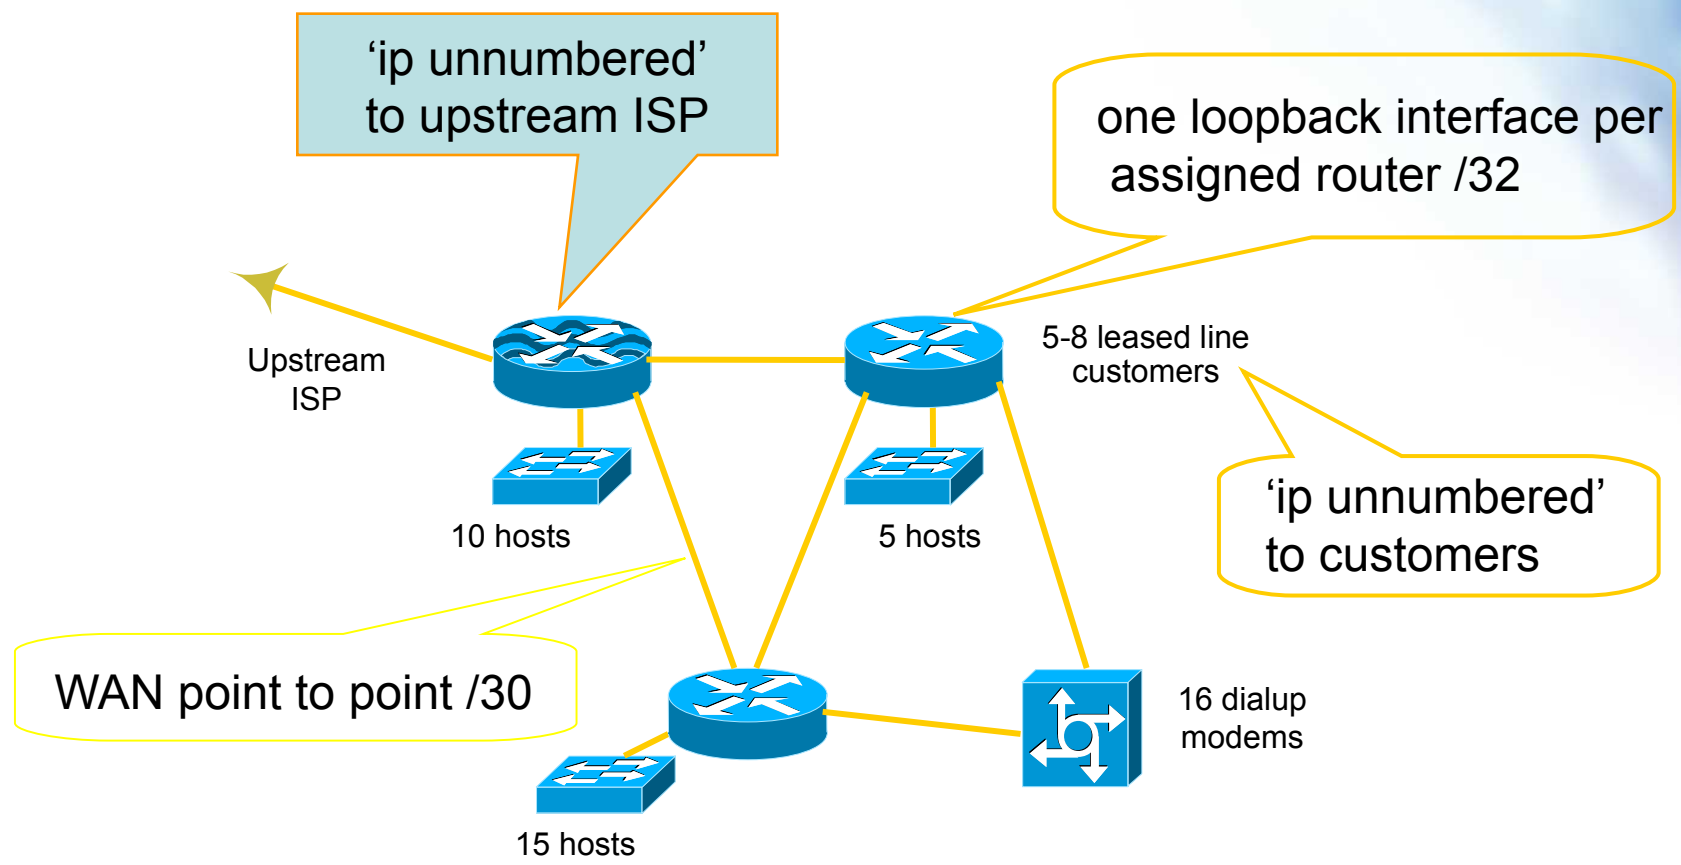 ‘ip unnumbered’
to upstream ISP
one loopback interface per
assigned router /32
Upstream
ISP
5-8 leased line
customers
10 hosts
5 hosts
‘ip unnumbered’
to customers
WAN point to point /30
16 dialup
modems
15 hosts